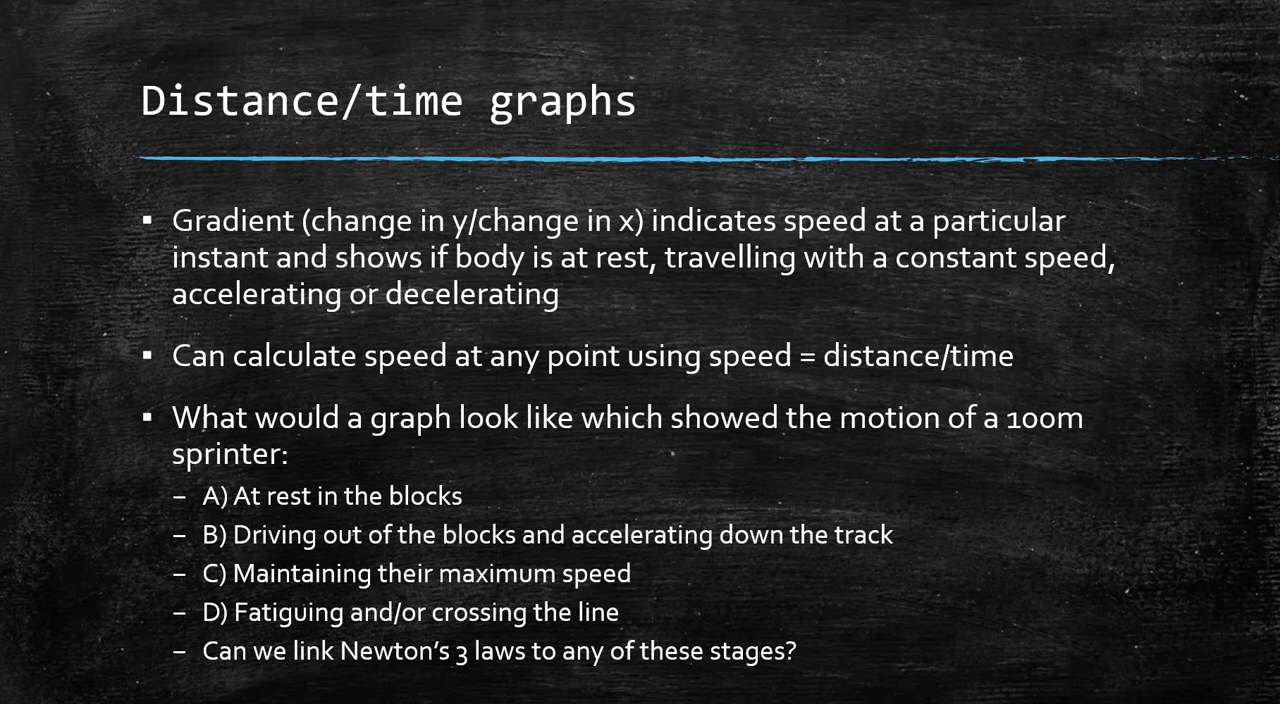 Distance/time graphs
▪ Gradient (change in y/change in x) indicates speed at a particular
instant and shows if body is at rest, travelling with a constant speed,
accelerating or decelerating
▪ Can calculate speed at any point using speed = distance/time
▪ What would a graph look like which showed the motion of a 100m
sprinter:
– A) At rest in the blocks
– B) Driving out of the blocks and accelerating down the track
– C) Maintaining their maximum speed
– D) Fatiguing and/or crossing the line
– Can we link Newton’s 3 laws to any of these stages?